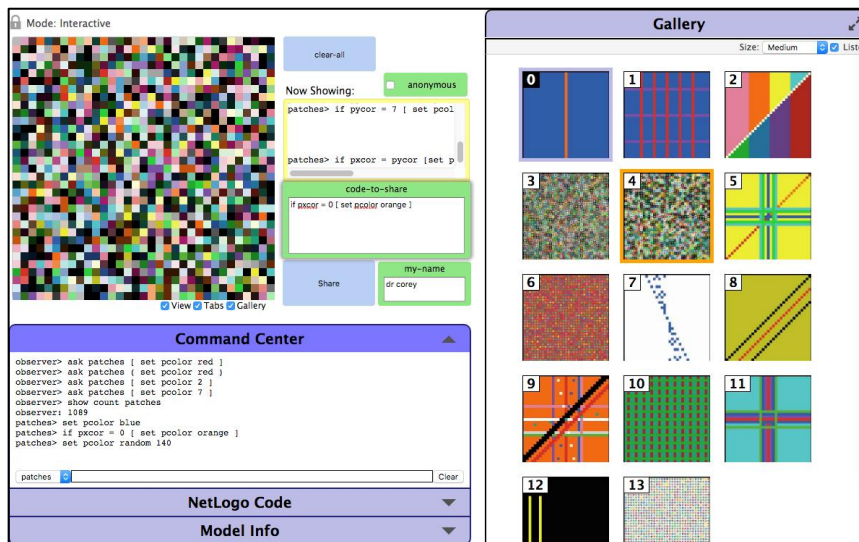 Mode: Interactive
clear-all
Now Showing:
anonymous
patches> if pycor = 7 [ set pcol
patches> if pxcor = pycor [set p
code-to-share
if pxcor = 0 [ set pcolor orange ]
Share
my-name
dr corey
View Tabs Gallery
Command Center
observer> ask patches [ set pcolor red ]
observer> ask patches ( set pcolor red )
observer> ask patches [ set pcolor 2 ]
observer> ask patches [ set pcolor 7 ]
observer> show count patches
observer: 1089
patches> set pcolor blue
patches> if pxcor = 0 [ set pcolor orange ]
patches> set pcolor random 140
patches
Clear
NetLogo Code
Model Info
Gallery
Size: Medium
List
0
1
2
3
4
5
6
7
8
9
10
11
12
13